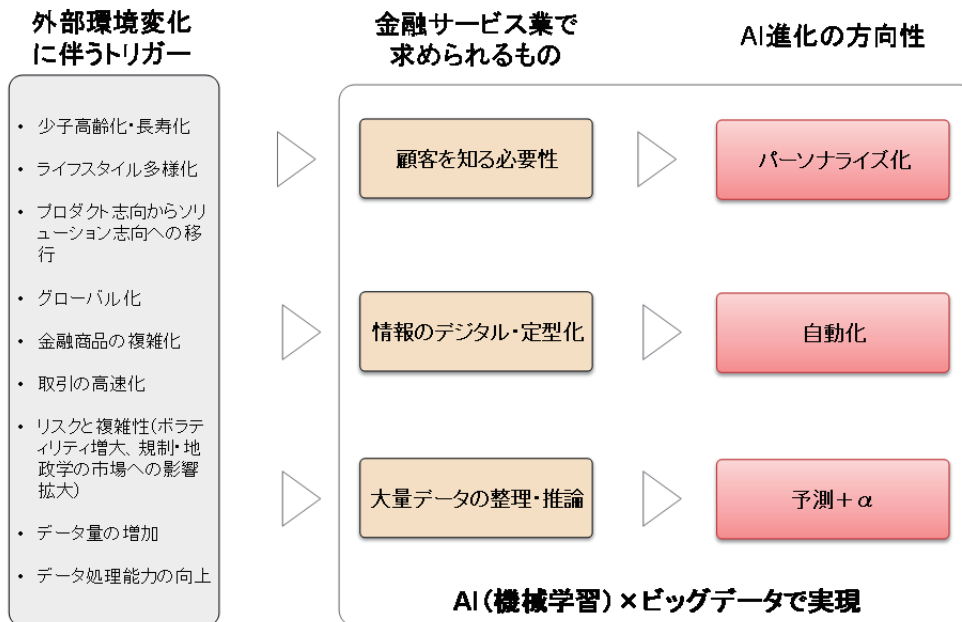 外部環境変化
に伴うトリガー
金融サービス業で
求められるもの
AI進化の方向性
・ 少子高齢化・長寿化
・ ライフスタイル多様化
・ プロダクト志向からソリ
ューション志向への移
行
・ グローバル化
・ 金融商品の複雑化
・ 取引の高速化
・ リスクと複雑性(ボラテ
ィリティ増大、規制・地
政学の市場への影響
拡大)
・ データ量の増加
・ データ処理能力の向上
顧客を知る必要性
パーソナライズ化
情報のデジタル・定型化
自動化
大量データの整理・推論
予測+α
AI(機械学習)×ビッグデータで実現